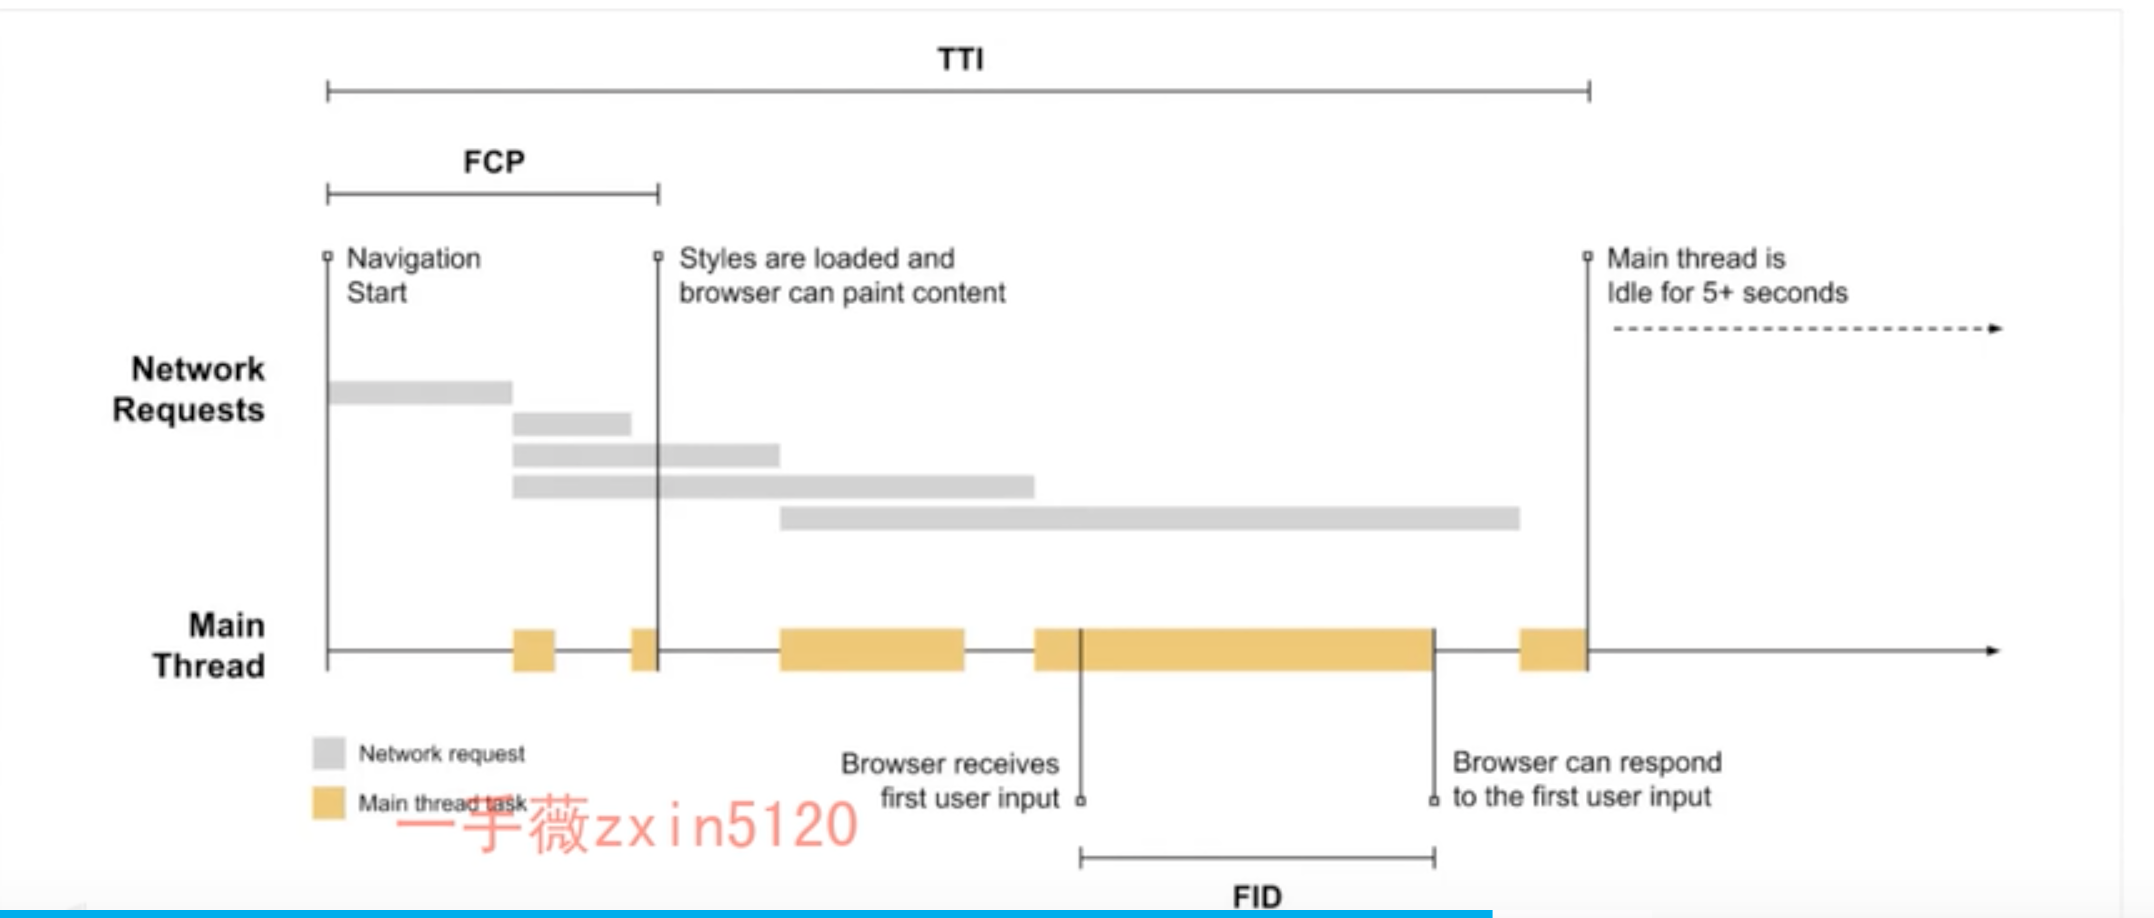 TTI
FCP
Navigation
Start
Styles are loaded and
browser can paint content
Main thread is
Idle for 5+ seconds
Network
Requests
Main
Thread
Network request
Main thread task
一手薇zxin5120
Browser receives
first user input
Browser can respond
to the first user input
FID